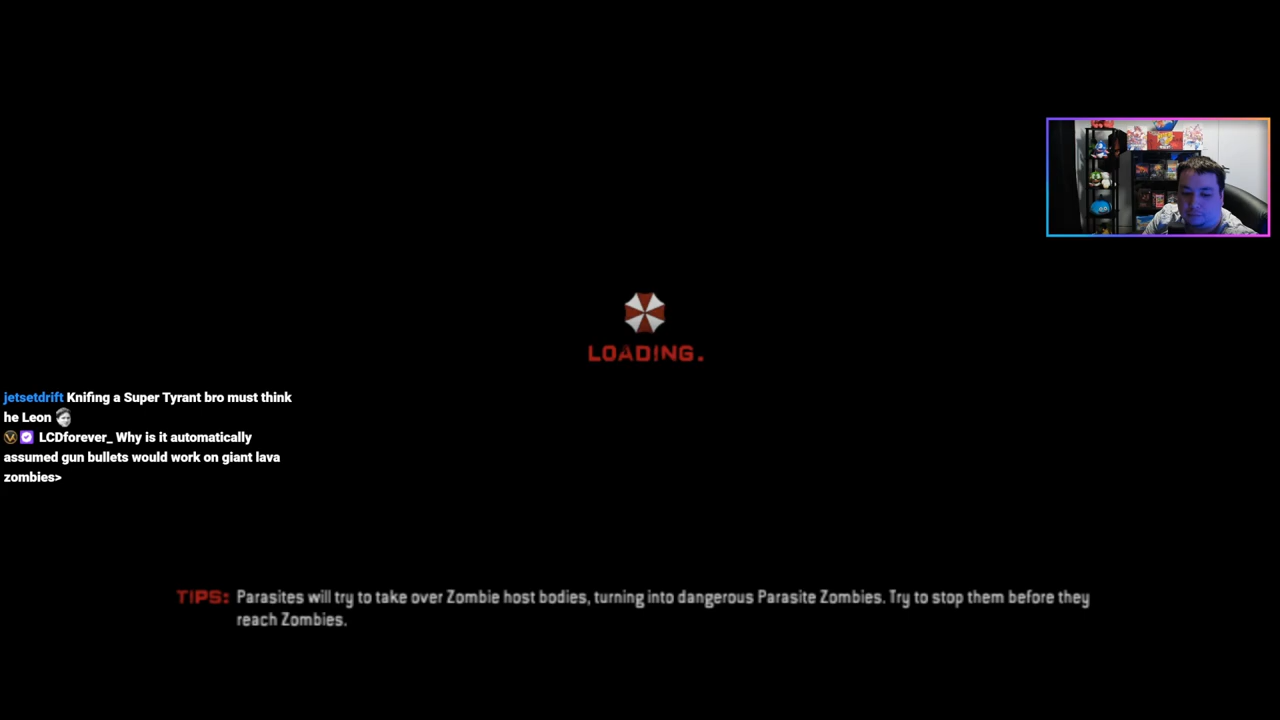 LOADING.
jetsetdrift Knifing a Super Tyrant bro must think
he Leon
LCDforever_ Why is it automatically
assumed gun bullets would work on giant lava
zombies>
TIPS: Parasites will try to take over Zombie host bodies, turning into dangerous Parasite Zombies. Try to stop them before they
reach Zombies.